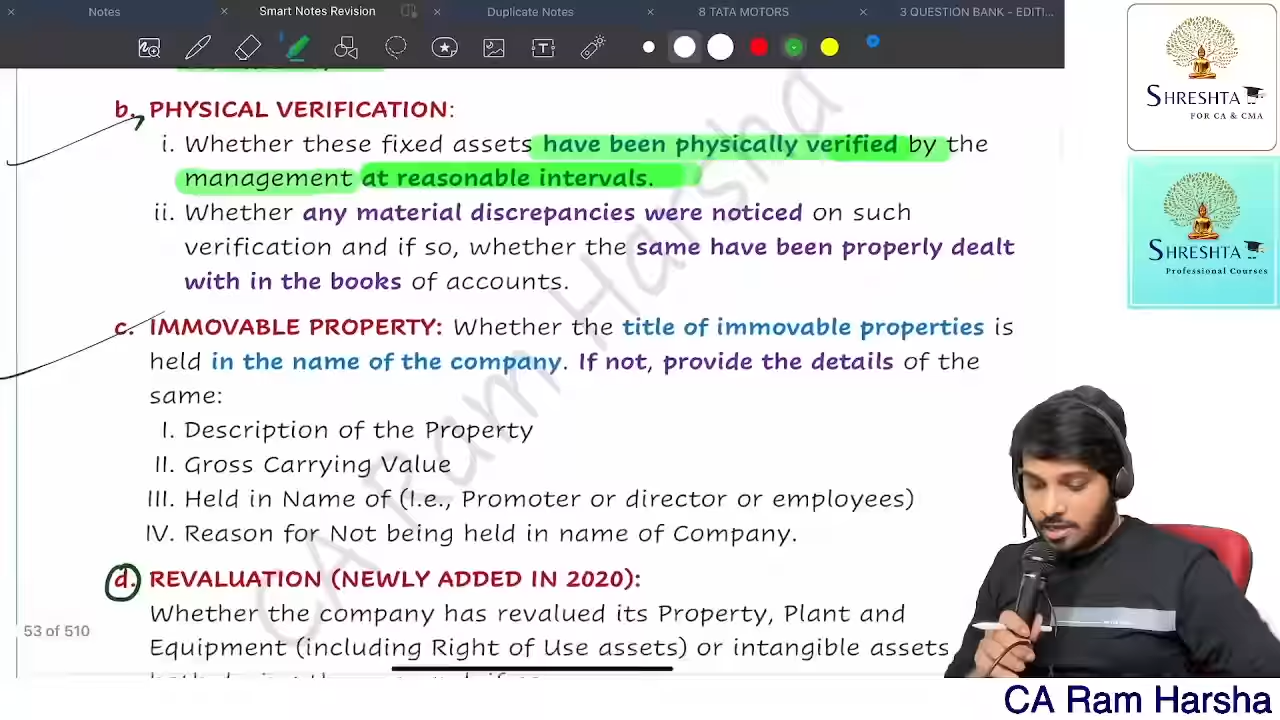 Notes
Smart Notes Revision
Duplicate Notes
8 TATA MOTORS
3 QUESTION BANK - EDITI...
b. PHYSICAL VERIFICATION:
i. Whether these fixed assets have been physically verified by the
management at reasonable intervals.
ii. Whether any material discrepancies were noticed on such
verification and if so, whether the same have been properly dealt
with in the books of accounts.
c. IMMOVABLE PROPERTY: Whether the title of immovable properties is
held in the name of the company. If not, provide the details of the
same:
I. Description of the Property
II. Gross Carrying Value
III. Held in Name of (I.e., Promoter or director or employees)
IV. Reason for Not being held in name of Company.
d. REVALUATION (NEWLY ADDED IN 2020):
Whether the company has revalued its Property, Plant and
Equipment (including Right of Use assets) or intangible assets
53 of 510
CA Ram Harsha
SHRESHTA
FOR CA & CMA
SHRESHTA
Professional Courses
CA Ram Harsha